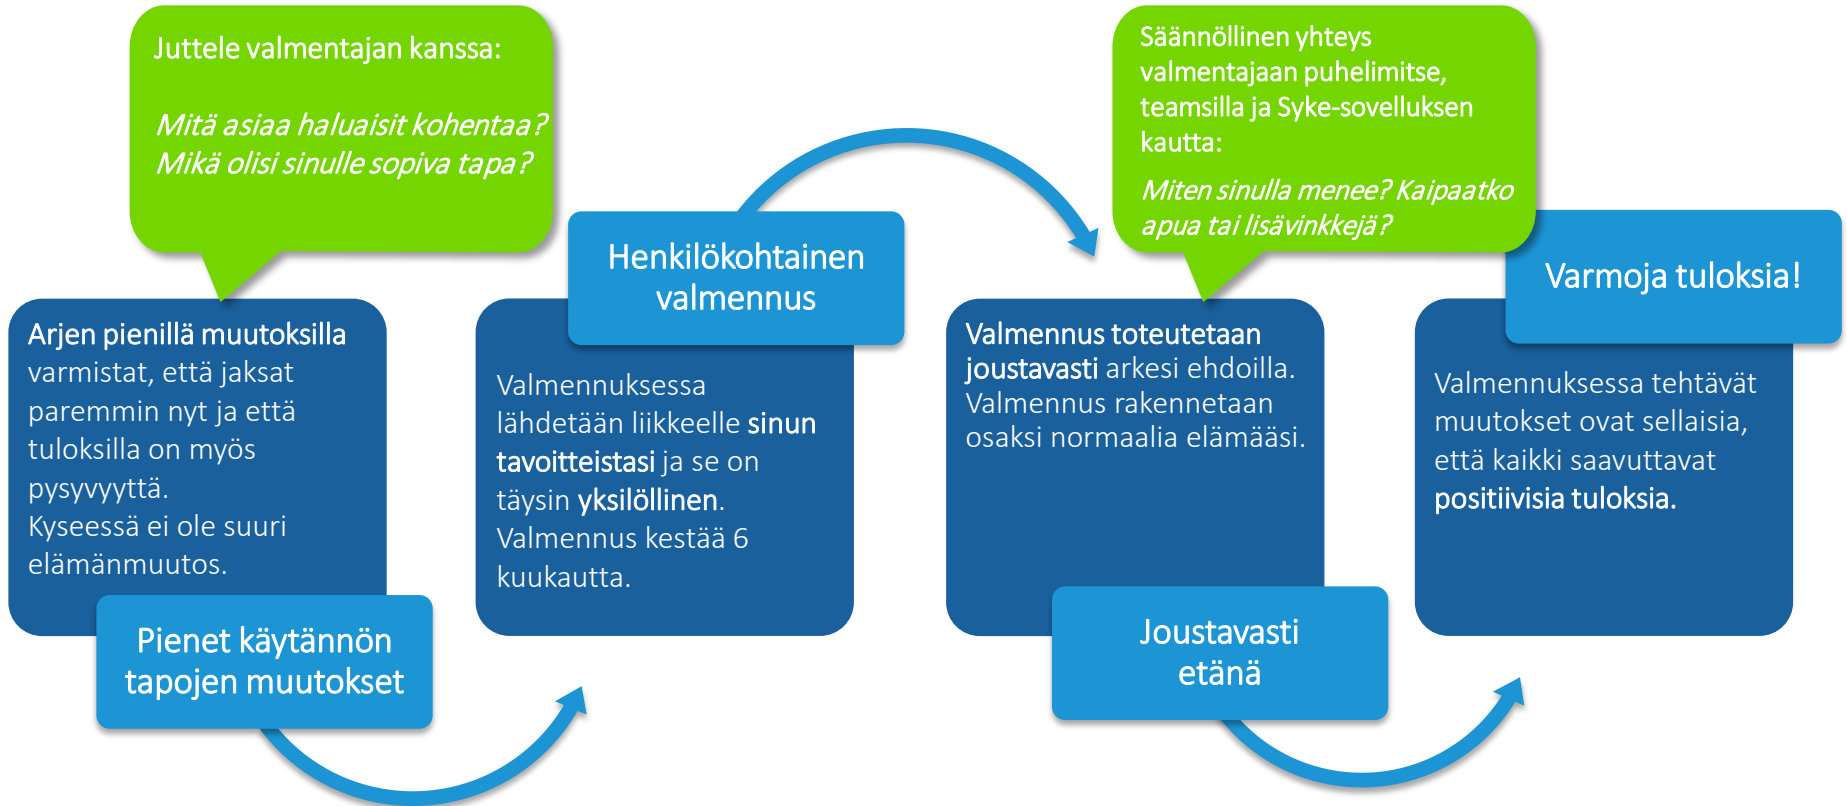 Juttele valmentajan kanssa:
Mitä asiaa haluaisit kohentaa?
Mikä olisi sinulle sopiva tapa?
Arjen pienillä muutoksilla
varmistat, että jaksat
paremmin nyt ja että
tuloksilla on myös
pysyvyyttä.
Kyseessä ei ole suuri
elämänmuutos.
Pienet käytännön
tapojen muutokset
Henkilökohtainen
valmennus
Valmennuksessa
lähdetään liikkeelle sinun
tavoitteistasi ja se on
täysin yksilöllinen.
Valmennus kestää 6
kuukautta.
Säännöllinen yhteys
valmentajaan puhelimitse,
teamsilla ja Syke-sovelluksen
kautta:
Miten sinulla menee? Kaipaatko
apua tai lisävinkkejä?
Valmennus toteutetaan
joustavasti arkesi ehdoilla.
Valmennus rakennetaan
osaksi normaalia elämääsi.
Joustavasti
etänä
Varmoja tuloksia!
Valmennuksessa tehtävät
muutokset ovat sellaisia,
että kaikki saavuttavat
positiivisia tuloksia.